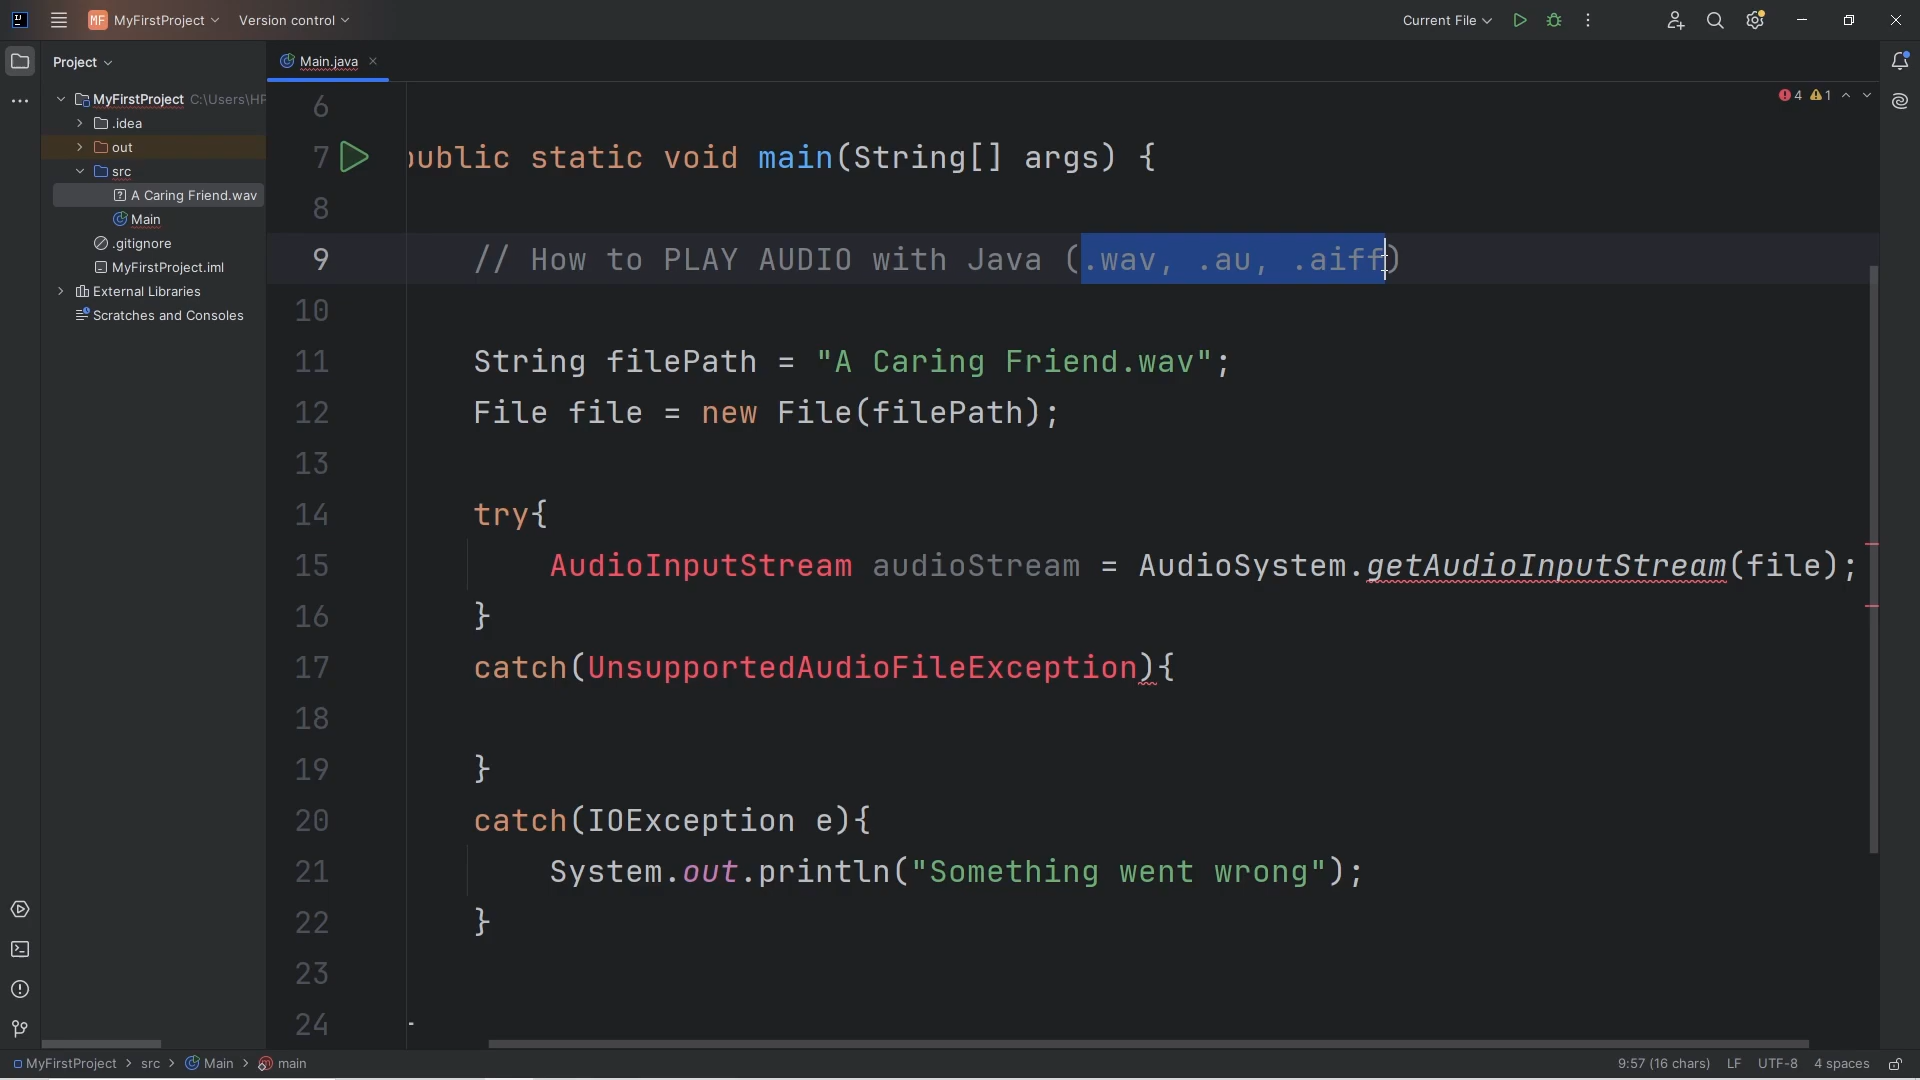 MF MyFirstProject Version control Current File
Project Main.java
MyFirstProject C:\Users\HP
.idea
out
src
A Caring Friend.wav
Main
.gitignore
MyFirstProject.iml
External Libraries
Scratches and Consoles
4 1
6
7 public static void main(String[] args) {
8
9 // How to PLAY AUDIO with Java (.wav, .au, .aiff)
10
11 String filePath = "A Caring Friend.wav";
12 File file = new File(filePath);
13
14 try{
15 AudioInputStream audioStream = AudioSystem.getAudioInputStream(file);
16 }
17 catch(UnsupportedAudioFileException){
18
19 }
20 catch(IOException e){
21 System.out.println("Something went wrong");
22 }
23
24
MyFirstProject > src > Main > main 9:57 (16 chars) LF UTF-8 4 spaces